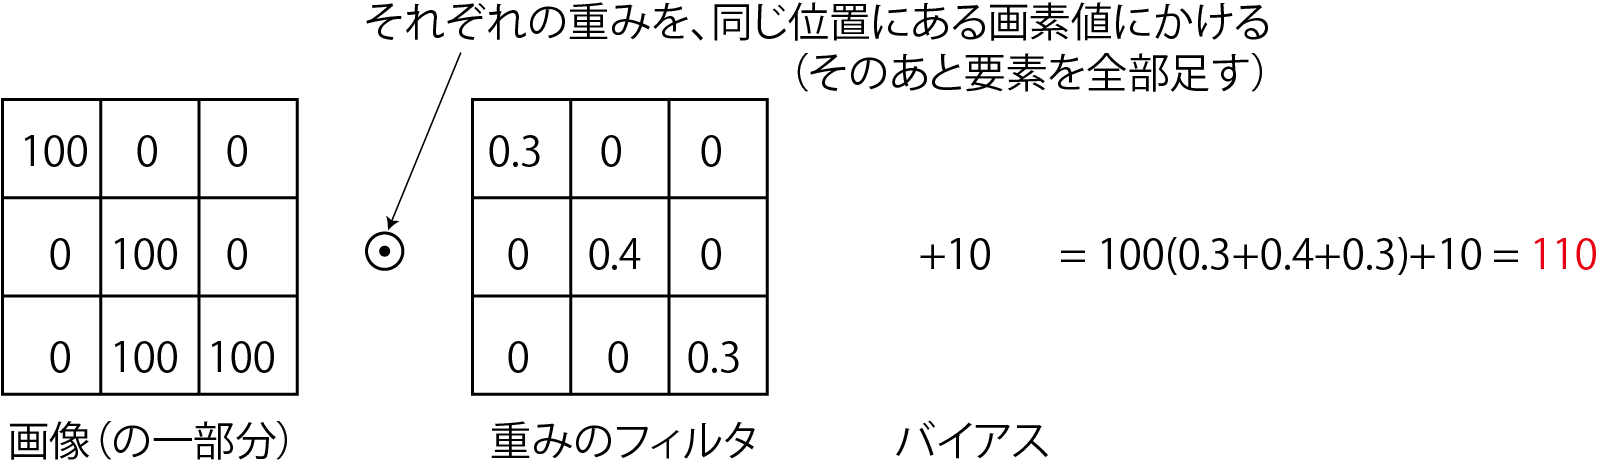 それぞれの重みを、同じ位置にある画素値にかける
（そのあと要素を全部足す）
100 0 0
0 100 0
0 100 100
0.3 0 0
0 0.4 0
0 0 0.3
+10 = 100(0.3+0.4+0.3)+10 = 110
画像（の一部分）
重みのフィルタ
バイアス